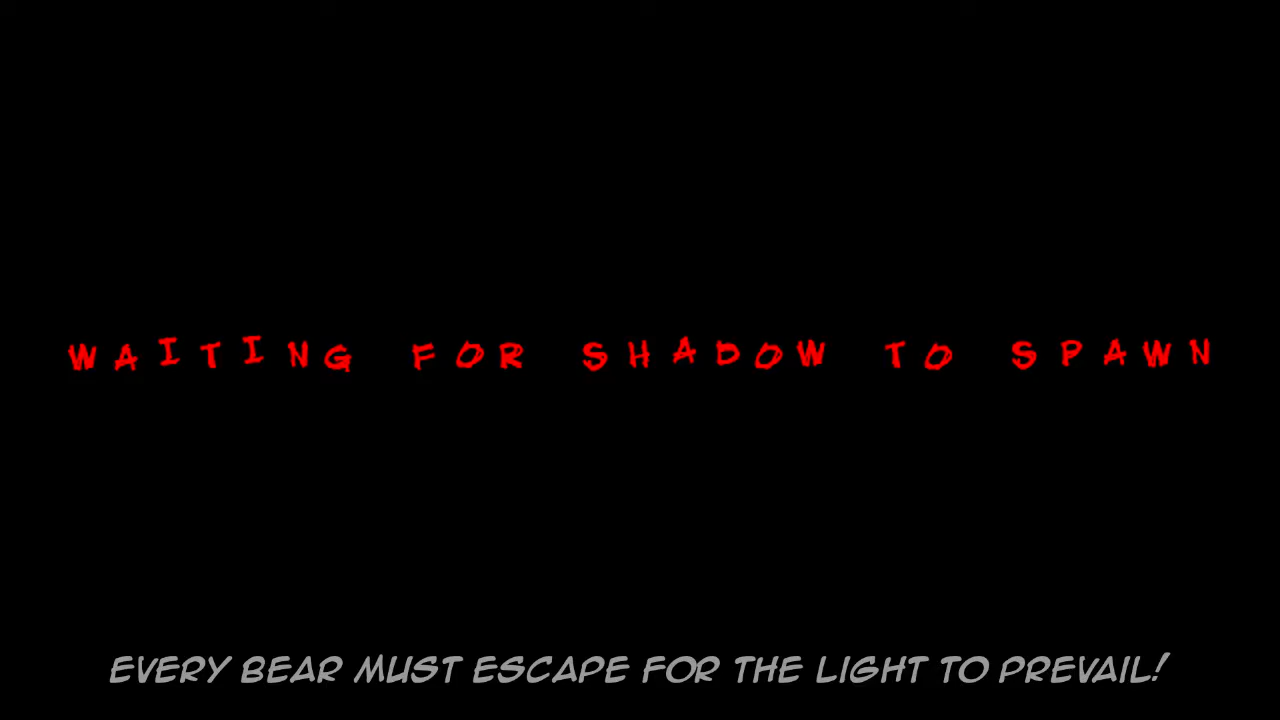 WAITING FOR SHADOW TO SPAWN
EVERY BEAR MUST ESCAPE FOR THE LIGHT TO PREVAIL!